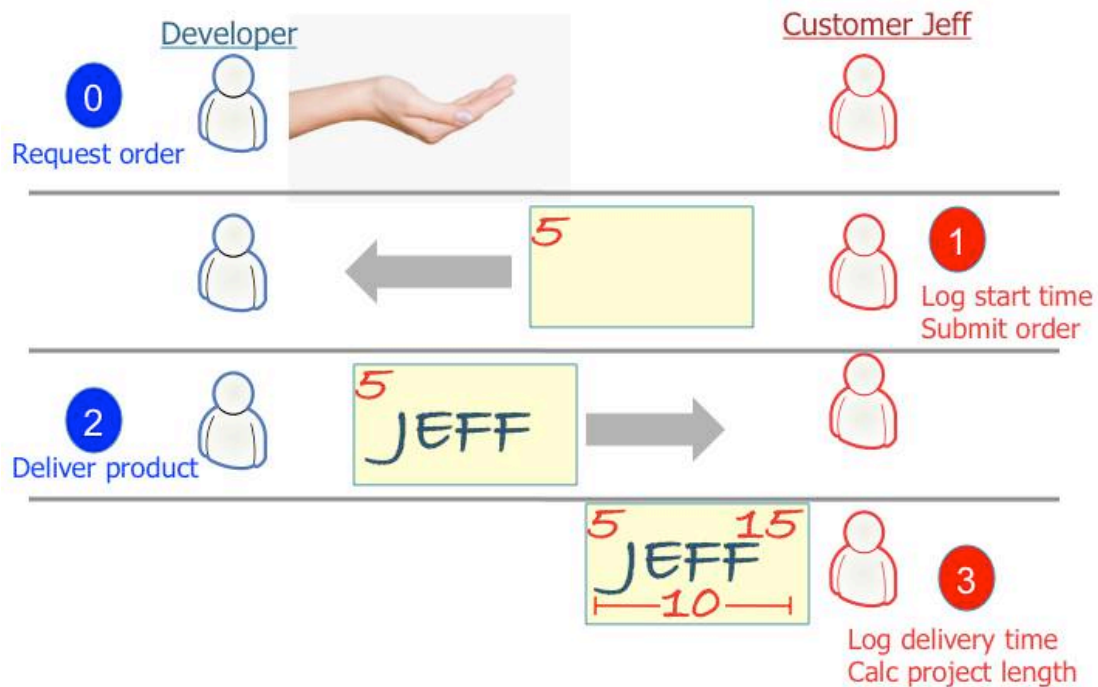 Developer
Customer Jeff
0
Request order
5
1
Log start time
Submit order
5
JEFF
2
Deliver product
5 15
JEFF
10
3
Log delivery time
Calc project length